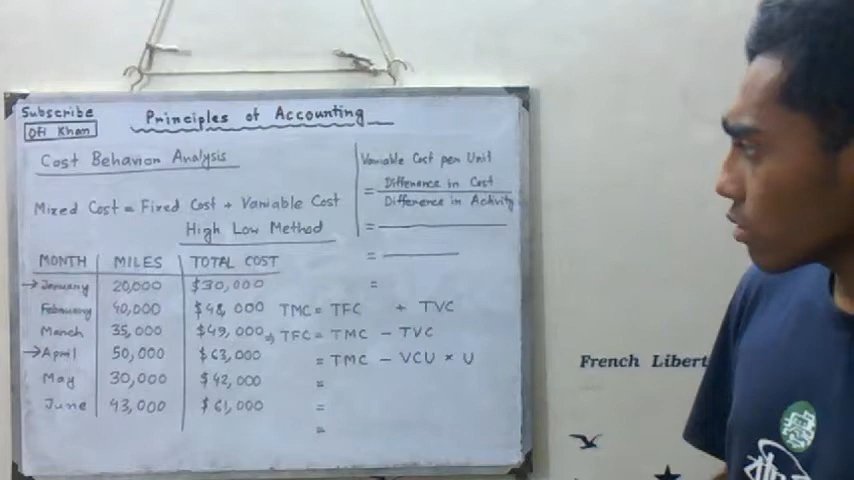 Subscribe
Ofi Khan
Principles of Accounting
Cost Behavior Analysis
Mixed Cost = Fixed Cost + Variable Cost
High Low Method
Variable Cost per Unit
= Difference in Cost
Difference in Activity
=
=
=
MONTH MILES TOTAL COST
→ January 20,000 $30,000
February 40,000 $48,000
March 35,000 $49,000
→ April 50,000 $63,000
May 30,000 $42,000
June 43,000 $61,000
TMC = TFC + TVC
⇒ TFC = TMC - TVC
= TMC - VCU × U
=
=
=
French Libert